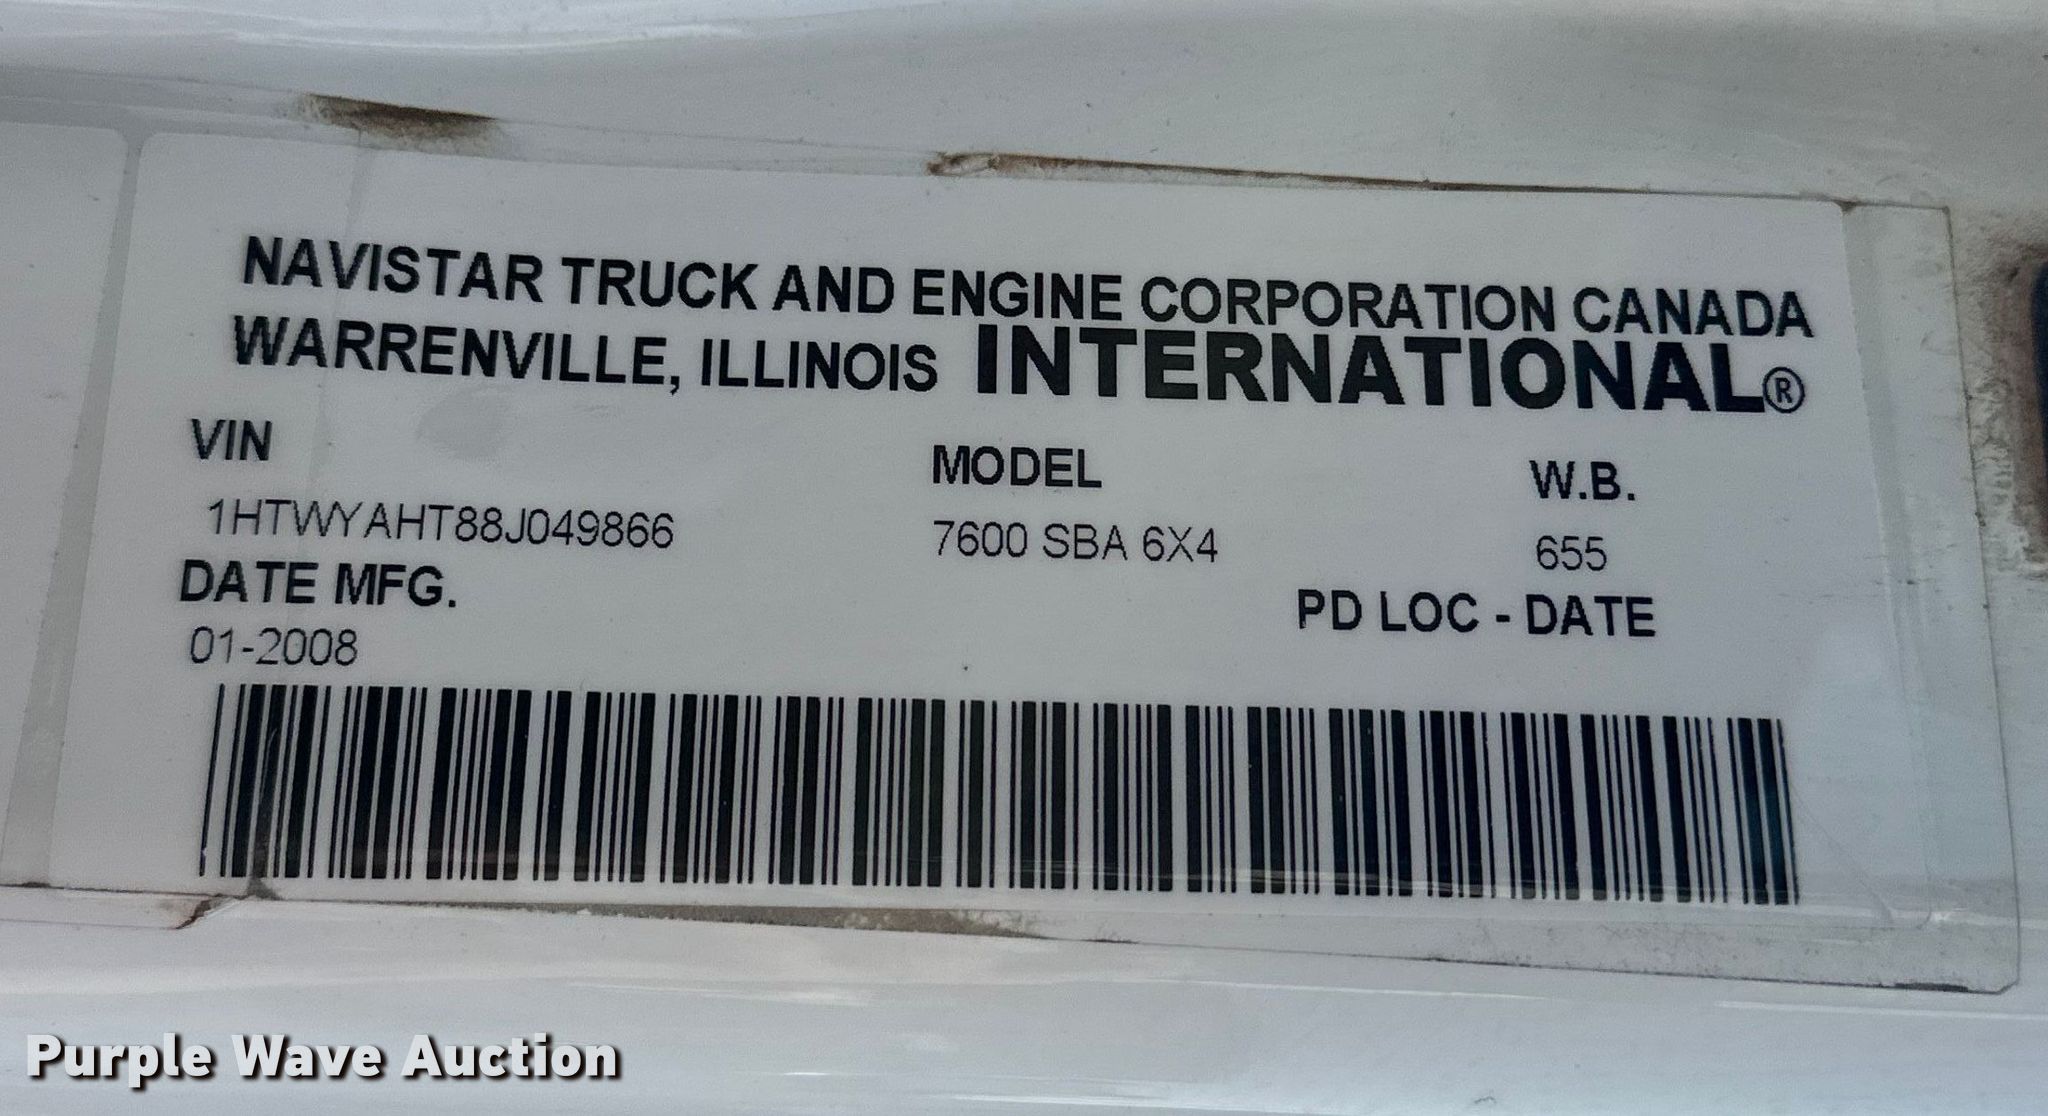 NAVISTAR TRUCK AND ENGINE CORPORATION CANADA
WARRENVILLE, ILLINOIS INTERNATIONAL®
VIN MODEL W.B.
1HTWYAHT88J049866 7600 SBA 6X4 655
DATE MFG. PD LOC - DATE
01-2008
Purple Wave Auction